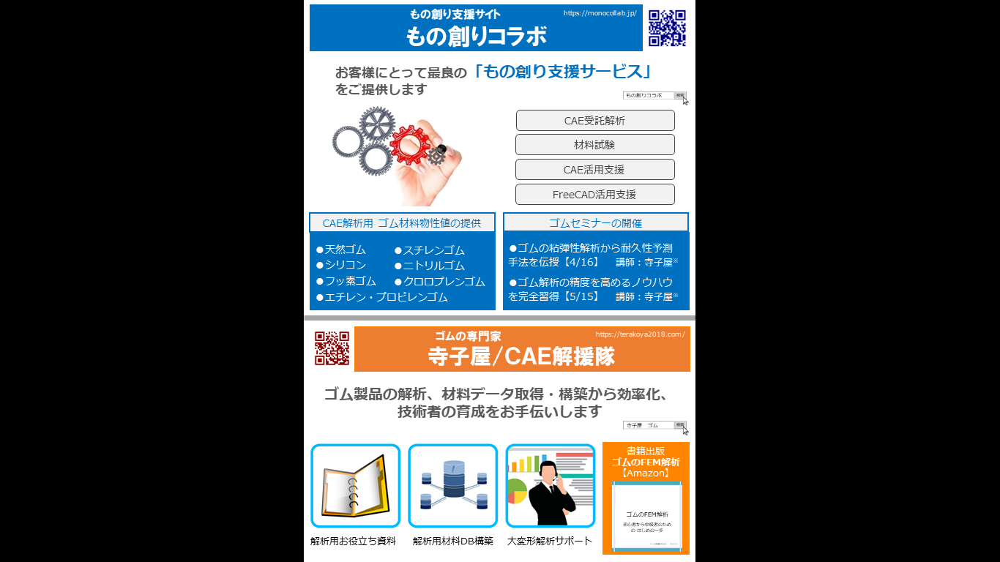 もの創り支援サイト
https://monocollab.jp/
もの創りコラボ
お客様にとって最良の「もの創り支援サービス」
をご提供します
もの創りコラボ 検索
CAE受託解析
材料試験
CAE活用支援
FreeCAD活用支援
CAE解析用 ゴム材料物性値の提供
●天然ゴム ●スチレンゴム
●シリコン ●ニトリルゴム
●フッ素ゴム ●クロロプレンゴム
●エチレン・プロピレンゴム
ゴムセミナーの開催
●ゴムの粘弾性解析から耐久性予測
手法を伝授【4/16】 講師：寺子屋※
●ゴム解析の精度を高めるノウハウ
を完全習得【5/15】 講師：寺子屋※
ゴムの専門家
https://terakoya2018.com/
寺子屋/CAE解援隊
ゴム製品の解析、材料データ取得・構築から効率化、
技術者の育成をお手伝いします
寺子屋 ゴム 検索
解析用お役立ち資料
解析用材料DB構築
大変形解析サポート
書籍出版
ゴムのFEM解析
【Amazon】
ゴムのFEM解析
初心者から中級者のため
の はじめの一歩